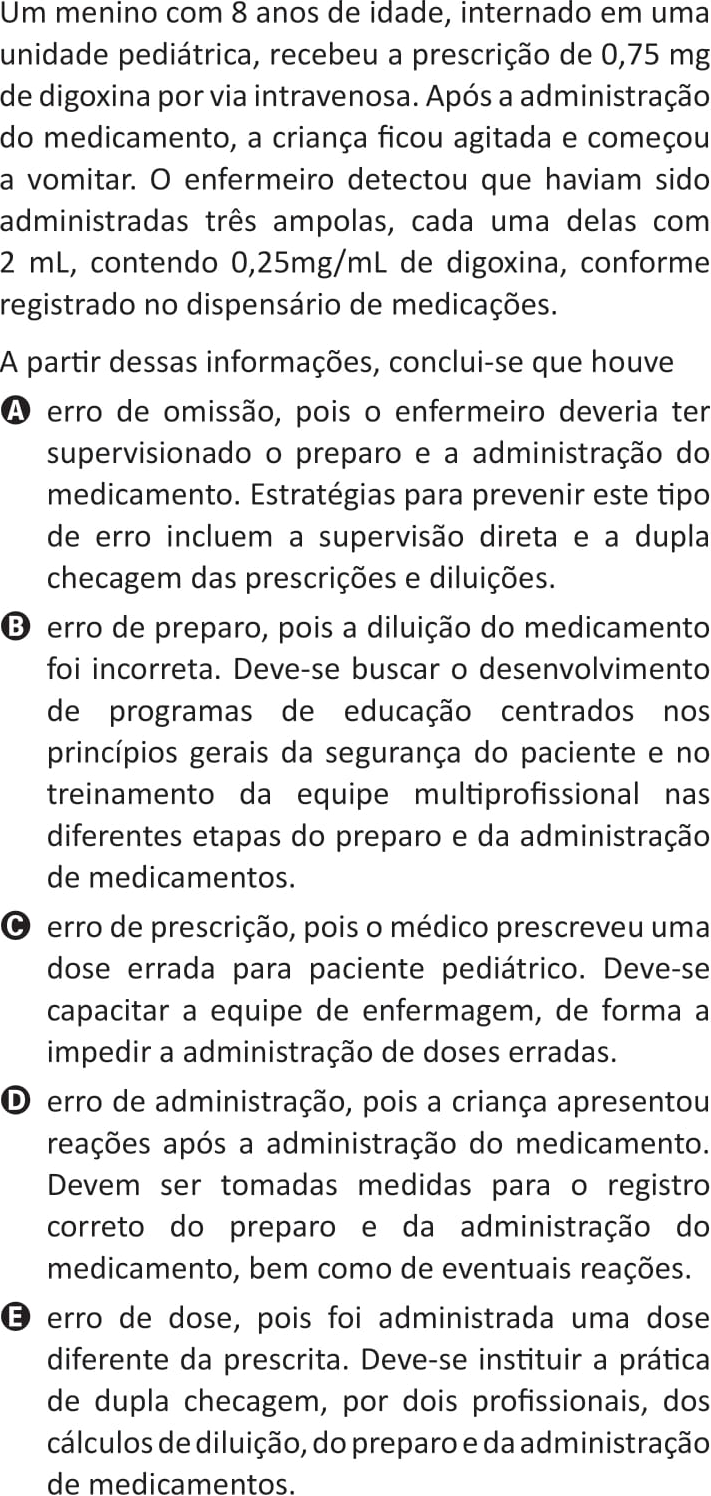 Um menino com 8 anos de idade, internado em uma
unidade pediátrica, recebeu a prescrição de 0,75 mg
de digoxina por via intravenosa. Após a administração
do medicamento, a criança ficou agitada e começou
a vomitar. O enfermeiro detectou que haviam sido
administradas três ampolas, cada uma delas com
2 mL, contendo 0,25mg/mL de digoxina, conforme
registrado no dispensário de medicações.
A partir dessas informações, conclui-se que houve
A erro de omissão, pois o enfermeiro deveria ter
supervisionado o preparo e a administração do
medicamento. Estratégias para prevenir este tipo
de erro incluem a supervisão direta e a dupla
checagem das prescrições e diluições.
B erro de preparo, pois a diluição do medicamento
foi incorreta. Deve-se buscar o desenvolvimento
de programas de educação centrados nos
princípios gerais da segurança do paciente e no
treinamento da equipe multiprofissional nas
diferentes etapas do preparo e da administração
de medicamentos.
C erro de prescrição, pois o médico prescreveu uma
dose errada para paciente pediátrico. Deve-se
capacitar a equipe de enfermagem, de forma a
impedir a administração de doses erradas.
D erro de administração, pois a criança apresentou
reações após a administração do medicamento.
Devem ser tomadas medidas para o registro
correto do preparo e da administração do
medicamento, bem como de eventuais reações.
E erro de dose, pois foi administrada uma dose
diferente da prescrita. Deve-se instituir a prática
de dupla checagem, por dois profissionais, dos
cálculos de diluição, do preparo e da administração
de medicamentos.